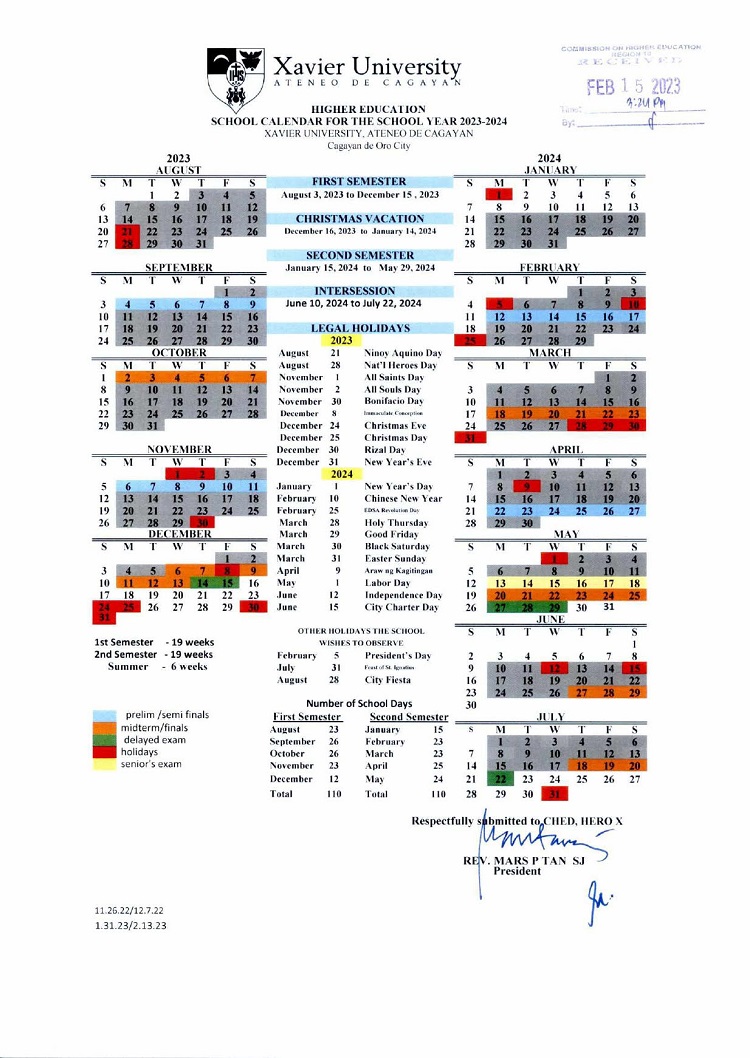 Xavier University
ATENEO DE CAGAYAN
COMMISSION ON HIGHER EDUCATION
RECEIVED
FEB 15 2023
Time:
By:
HIGHER EDUCATION
SCHOOL CALENDAR FOR THE SCHOOL YEAR 2023-2024
XAVIER UNIVERSITY, ATENEO DE CAGAYAN
Cagayan de Oro City
2023
AUGUST
S M T W T F S
1 2 3 4 5
6 7 8 9 10 11 12
13 14 15 16 17 18 19
20 21 22 23 24 25 26
27 28 29 30 31
SEPTEMBER
S M T W T F S
1 2
3 4 5 6 7 8 9
10 11 12 13 14 15 16
17 18 19 20 21 22 23
24 25 26 27 28 29 30
OCTOBER
S M T W T F S
1 2 3 4 5 6 7
8 9 10 11 12 13 14
15 16 17 18 19 20 21
22 23 24 25 26 27 28
29 30 31
NOVEMBER
S M T W T F S
1 2 3 4
5 6 7 8 9 10 11
12 13 14 15 16 17 18
19 20 21 22 23 24 25
26 27 28 29 30
DECEMBER
S M T W T F S
1 2
3 4 5 6 7 8 9
10 11 12 13 14 15 16
17 18 19 20 21 22 23
24 25 26 27 28 29 30
31
1st Semester - 19 weeks
2nd Semester - 19 weeks
Summer - 6 weeks
prelim /semi finals
midterm/finals
delayed exam
holidays
senior's exam
FIRST SEMESTER
August 3, 2023 to December 15 , 2023
CHRISTMAS VACATION
December 16, 2023 to January 14, 2024
SECOND SEMESTER
January 15, 2024 to May 29, 2024
INTERSESSION
June 10, 2024 to July 22, 2024
LEGAL HOLIDAYS
2023
August 21 Ninoy Aquino Day
August 28 Nat'l Heroes Day
November 1 All Saints Day
November 2 All Souls Day
November 30 Bonifacio Day
December 8 Immaculate Conception
December 24 Christmas Eve
December 25 Christmas Day
December 30 Rizal Day
December 31 New Year's Eve
2024
January 1 New Year's Day
February 10 Chinese New Year
February 25 EDSA Revolution Day
March 28 Holy Thursday
March 29 Good Friday
March 30 Black Saturday
March 31 Easter Sunday
April 9 Araw ng Kagitingan
May 1 Labor Day
June 12 Independence Day
June 15 City Charter Day
OTHER HOLIDAYS THE SCHOOL
WISHES TO OBSERVE
February 5 President's Day
July 31 Feast of St. Ignatius
August 28 City Fiesta
Number of School Days
First Semester Second Semester
August 23 January 15
September 26 February 23
October 26 March 23
November 23 April 25
December 12 May 24
Total 110 Total 110
2024
JANUARY
S M T W T F S
1 2 3 4 5 6
7 8 9 10 11 12 13
14 15 16 17 18 19 20
21 22 23 24 25 26 27
28 29 30 31
FEBRUARY
S M T W T F S
1 2 3
4 5 6 7 8 9 10
11 12 13 14 15 16 17
18 19 20 21 22 23 24
25 26 27 28 29
MARCH
S M T W T F S
1 2
3 4 5 6 7 8 9
10 11 12 13 14 15 16
17 18 19 20 21 22 23
24 25 26 27 28 29 30
31
APRIL
S M T W T F S
1 2 3 4 5 6
7 8 9 10 11 12 13
14 15 16 17 18 19 20
21 22 23 24 25 26 27
28 29 30
MAY
S M T W T F S
1 2 3 4
5 6 7 8 9 10 11
12 13 14 15 16 17 18
19 20 21 22 23 24 25
26 27 28 29 30 31
JUNE
S M T W T F S
1
2 3 4 5 6 7 8
9 10 11 12 13 14 15
16 17 18 19 20 21 22
23 24 25 26 27 28 29
30
JULY
S M T W T F S
1 2 3 4 5 6
7 8 9 10 11 12 13
14 15 16 17 18 19 20
21 22 23 24 25 26 27
28 29 30 31
Respectfully submitted to CHED, HERO X
REV. MARS P TAN SJ
President
11.26.22/12.7.22
1.31.23/2.13.23